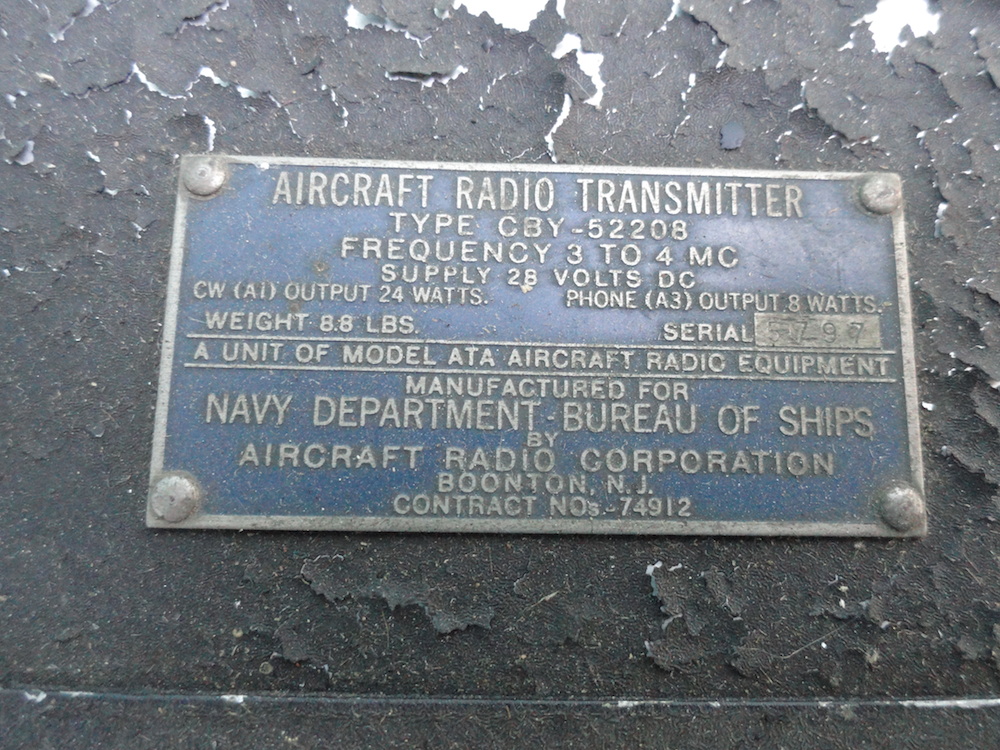 AIRCRAFT RADIO TRANSMITTER
TYPE CBY-52208
FREQUENCY 3 TO 4 MC
SUPPLY 28 VOLTS DC
CW (A1) OUTPUT 24 WATTS. PHONE (A3) OUTPUT 8 WATTS.
WEIGHT 8.8 LBS. SERIAL
A UNIT OF MODEL ATA AIRCRAFT RADIO EQUIPMENT
MANUFACTURED FOR
NAVY DEPARTMENT-BUREAU OF SHIPS
BY
AIRCRAFT RADIO CORPORATION
BOONTON, N.J.
CONTRACT NOs.-74912